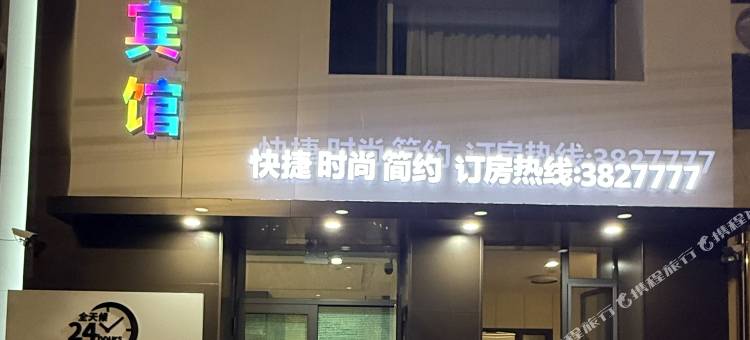 宾馆
快捷 时尚 简约 订房热线:3827777
全天候
24 HOURS
携程旅行